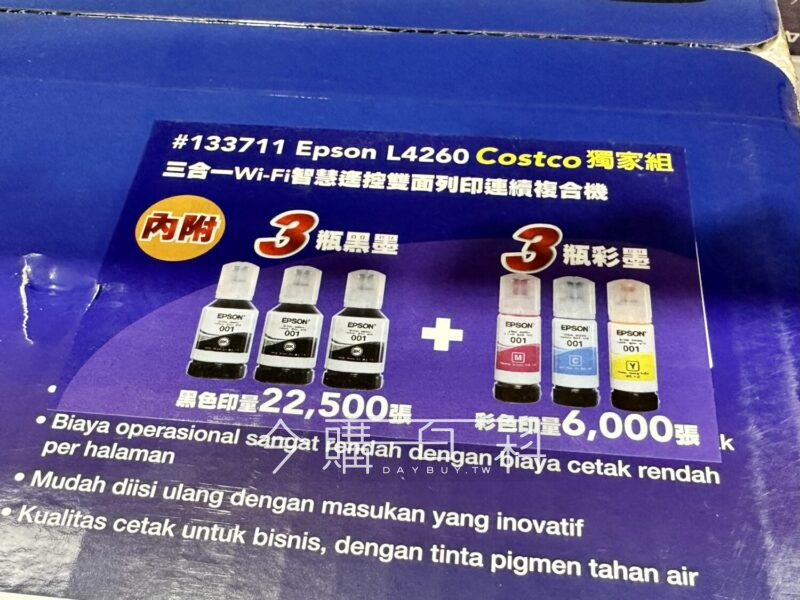 #133711 Epson L4260 Costco 獨家組
三合一Wi-Fi智慧遙控雙面列印連續複合機
內附
3瓶黑墨
3瓶彩墨
EPSON
001
BK
EPSON
001
BK
EPSON
001
BK
+
EPSON
001
M
EPSON
001
C
EPSON
001
Y
黑色印量22,500張
彩色印量6,000張
• Biaya operasional sangat rendah dengan biaya cetak rendah
per halaman
• Mudah diisi ulang dengan masukan yang inovatif
• Kualitas cetak untuk bisnis, dengan tinta pigmen tahan air
今購百科
DAYBUY.TW